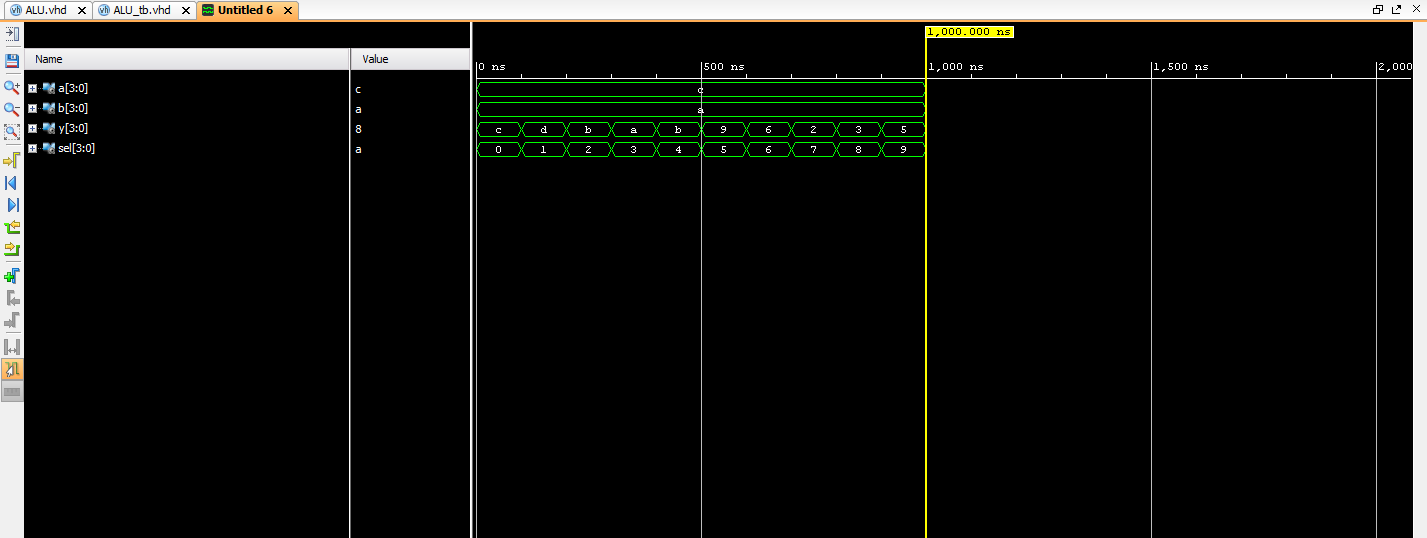 ALU.vhd ALU_tb.vhd Untitled 6
1,000.000 ns
Name Value
0 ns 500 ns 1,000 ns 1,500 ns 2,000
a[3:0] c c
b[3:0] a a
y[3:0] 8 c d b a b 9 6 2 3 5
sel[3:0] a 0 1 2 3 4 5 6 7 8 9